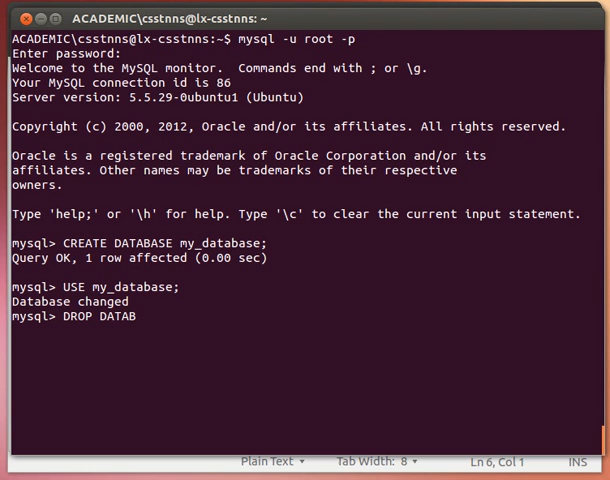 ACADEMIC\csstnns@lx-csstnns: ~
ACADEMIC\csstnns@lx-csstnns:~$ mysql -u root -p
Enter password:
Welcome to the MySQL monitor.  Commands end with ; or \g.
Your MySQL connection id is 86
Server version: 5.5.29-0ubuntu1 (Ubuntu)
Copyright (c) 2000, 2012, Oracle and/or its affiliates. All rights reserved.
Oracle is a registered trademark of Oracle Corporation and/or its
affiliates. Other names may be trademarks of their respective
owners.
Type 'help;' or '\h' for help. Type '\c' to clear the current input statement.
mysql> CREATE DATABASE my_database;
Query OK, 1 row affected (0.00 sec)
mysql> USE my_database;
Database changed
mysql> DROP DATAB
Plain Text Tab Width: 8 Ln 6, Col 1 INS